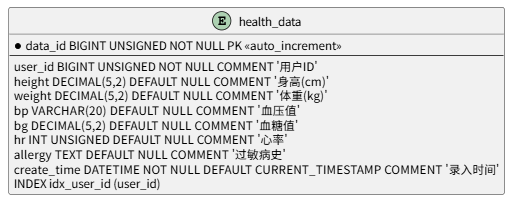 E health_data
● data_id BIGINT UNSIGNED NOT NULL PK «auto_increment»
user_id BIGINT UNSIGNED NOT NULL COMMENT '用户ID'
height DECIMAL(5,2) DEFAULT NULL COMMENT '身高(cm)'
weight DECIMAL(5,2) DEFAULT NULL COMMENT '体重(kg)'
bp VARCHAR(20) DEFAULT NULL COMMENT '血压值'
bg DECIMAL(5,2) DEFAULT NULL COMMENT '血糖值'
hr INT UNSIGNED DEFAULT NULL COMMENT '心率'
allergy TEXT DEFAULT NULL COMMENT '过敏病史'
create_time DATETIME NOT NULL DEFAULT CURRENT_TIMESTAMP COMMENT '录入时间'
INDEX idx_user_id (user_id)